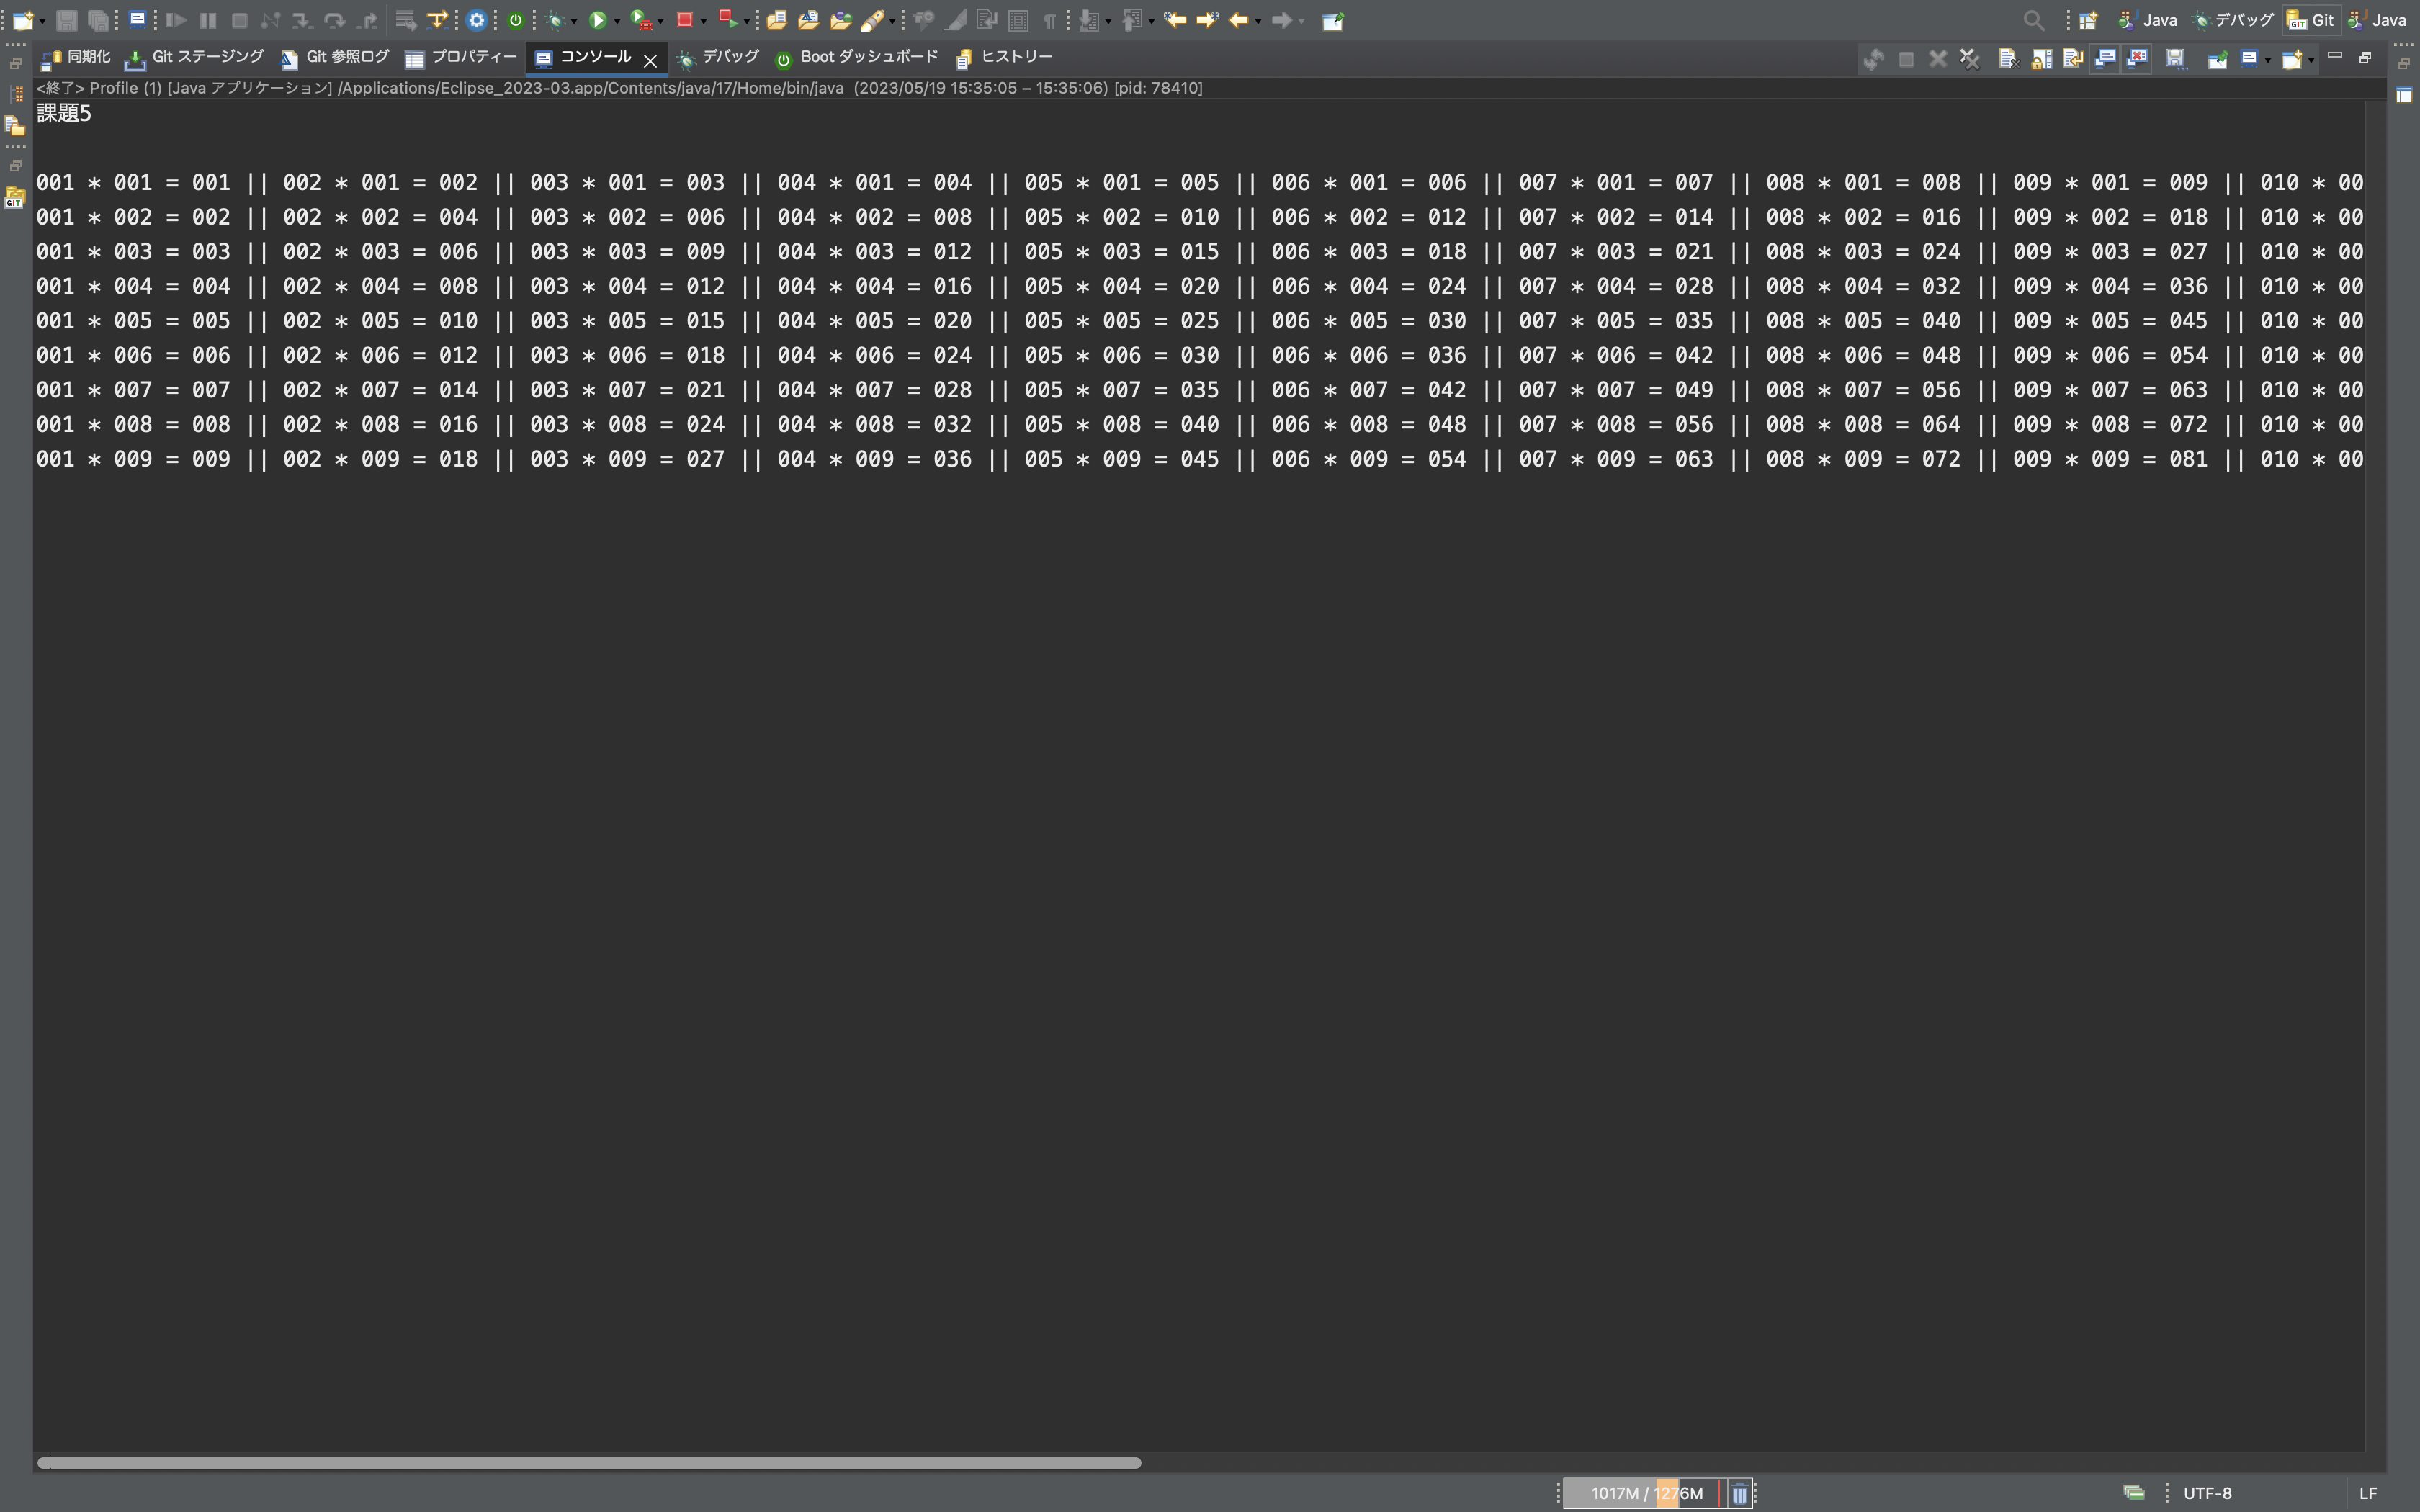 Java デバッグ Git Java
同期化 Git ステージング Git 参照ログ プロパティー コンソール デバッグ Boot ダッシュボード ヒストリー
<終了> Profile (1) [Java アプリケーション] /Applications/Eclipse_2023-03.app/Contents/java/17/Home/bin/java (2023/05/19 15:35:05 – 15:35:06) [pid: 78410]
課題5
001 * 001 = 001 || 002 * 001 = 002 || 003 * 001 = 003 || 004 * 001 = 004 || 005 * 001 = 005 || 006 * 001 = 006 || 007 * 001 = 007 || 008 * 001 = 008 || 009 * 001 = 009 || 010 * 00
001 * 002 = 002 || 002 * 002 = 004 || 003 * 002 = 006 || 004 * 002 = 008 || 005 * 002 = 010 || 006 * 002 = 012 || 007 * 002 = 014 || 008 * 002 = 016 || 009 * 002 = 018 || 010 * 00
001 * 003 = 003 || 002 * 003 = 006 || 003 * 003 = 009 || 004 * 003 = 012 || 005 * 003 = 015 || 006 * 003 = 018 || 007 * 003 = 021 || 008 * 003 = 024 || 009 * 003 = 027 || 010 * 00
001 * 004 = 004 || 002 * 004 = 008 || 003 * 004 = 012 || 004 * 004 = 016 || 005 * 004 = 020 || 006 * 004 = 024 || 007 * 004 = 028 || 008 * 004 = 032 || 009 * 004 = 036 || 010 * 00
001 * 005 = 005 || 002 * 005 = 010 || 003 * 005 = 015 || 004 * 005 = 020 || 005 * 005 = 025 || 006 * 005 = 030 || 007 * 005 = 035 || 008 * 005 = 040 || 009 * 005 = 045 || 010 * 00
001 * 006 = 006 || 002 * 006 = 012 || 003 * 006 = 018 || 004 * 006 = 024 || 005 * 006 = 030 || 006 * 006 = 036 || 007 * 006 = 042 || 008 * 006 = 048 || 009 * 006 = 054 || 010 * 00
001 * 007 = 007 || 002 * 007 = 014 || 003 * 007 = 021 || 004 * 007 = 028 || 005 * 007 = 035 || 006 * 007 = 042 || 007 * 007 = 049 || 008 * 007 = 056 || 009 * 007 = 063 || 010 * 00
001 * 008 = 008 || 002 * 008 = 016 || 003 * 008 = 024 || 004 * 008 = 032 || 005 * 008 = 040 || 006 * 008 = 048 || 007 * 008 = 056 || 008 * 008 = 064 || 009 * 008 = 072 || 010 * 00
001 * 009 = 009 || 002 * 009 = 018 || 003 * 009 = 027 || 004 * 009 = 036 || 005 * 009 = 045 || 006 * 009 = 054 || 007 * 009 = 063 || 008 * 009 = 072 || 009 * 009 = 081 || 010 * 00
1017M / 1276M UTF-8 LF